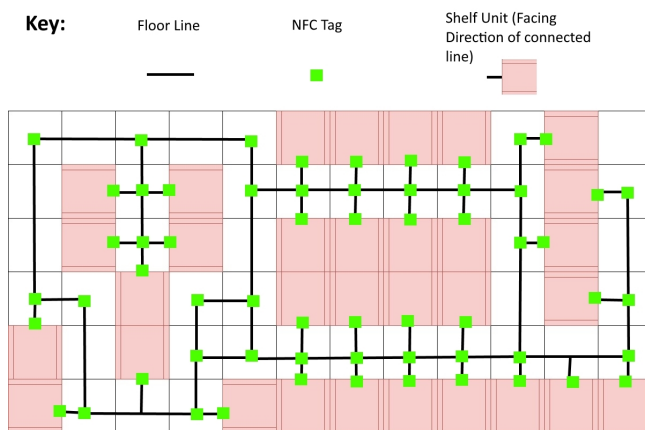 Key:
Floor Line
NFC Tag
Shelf Unit (Facing
Direction of connected
line)